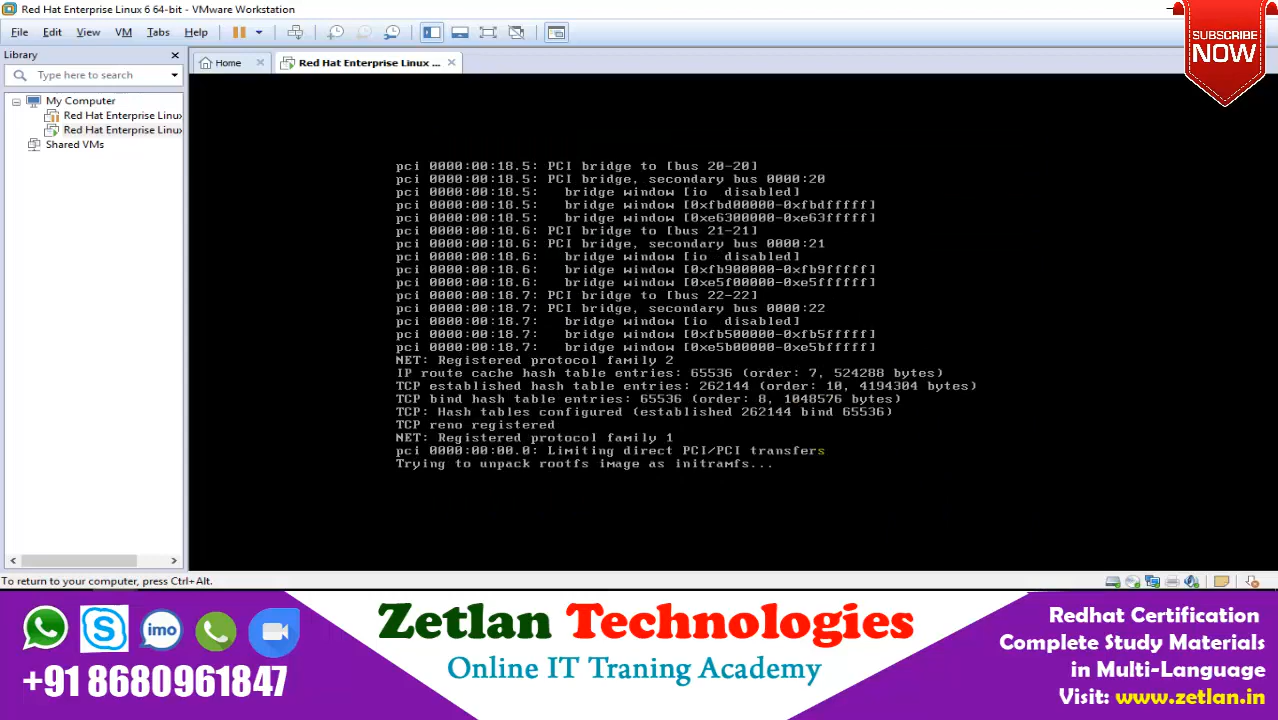 Red Hat Enterprise Linux 6 64-bit - VMware Workstation
File Edit View VM Tabs Help
SUBSCRIBE
NOW
Library
Type here to search
My Computer
Red Hat Enterprise Linux
Red Hat Enterprise Linux
Shared VMs
Home
Red Hat Enterprise Linux ...
pci 0000:00:18.5: PCI bridge to [bus 20-20]
pci 0000:00:18.5: PCI bridge, secondary bus 0000:20
pci 0000:00:18.5:   bridge window [io  disabled]
pci 0000:00:18.5:   bridge window [0xfbd00000-0xfbdfffff]
pci 0000:00:18.5:   bridge window [0xe6300000-0xe63fffff]
pci 0000:00:18.6: PCI bridge to [bus 21-21]
pci 0000:00:18.6: PCI bridge, secondary bus 0000:21
pci 0000:00:18.6:   bridge window [io  disabled]
pci 0000:00:18.6:   bridge window [0xfb900000-0xfb9fffff]
pci 0000:00:18.6:   bridge window [0xe5f00000-0xe5ffffff]
pci 0000:00:18.7: PCI bridge to [bus 22-22]
pci 0000:00:18.7: PCI bridge, secondary bus 0000:22
pci 0000:00:18.7:   bridge window [io  disabled]
pci 0000:00:18.7:   bridge window [0xfb500000-0xfb5fffff]
pci 0000:00:18.7:   bridge window [0xe5b00000-0xe5bfffff]
NET: Registered protocol family 2
IP route cache hash table entries: 65536 (order: 7, 524288 bytes)
TCP established hash table entries: 262144 (order: 10, 4194304 bytes)
TCP bind hash table entries: 65536 (order: 8, 1048576 bytes)
TCP: Hash tables configured (established 262144 bind 65536)
TCP reno registered
NET: Registered protocol family 1
pci 0000:00:00.0: Limiting direct PCI/PCI transfers
Trying to unpack rootfs image as initramfs...
To return to your computer, press Ctrl+Alt.
imo
+91 8680961847
Zetlan Technologies
Online IT Traning Academy
Redhat Certification
Complete Study Materials
in Multi-Language
Visit: www.zetlan.in